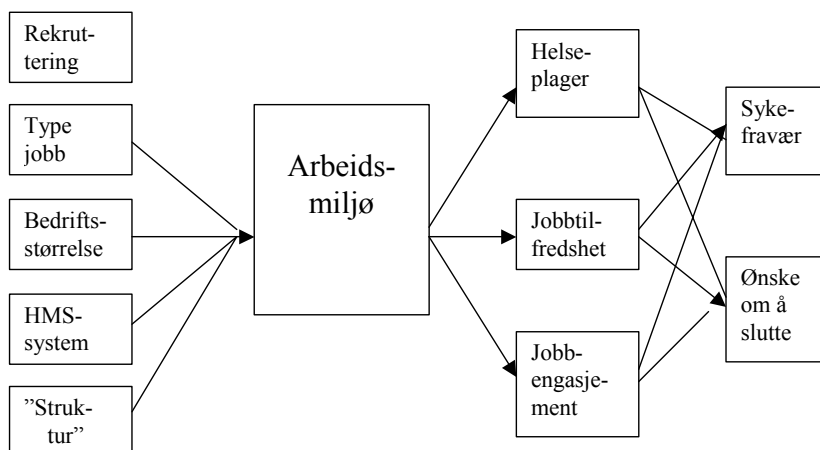 Rekrut-
tering
Type
jobb
Bedrifts-
størrelse
HMS-
system
”Struk-
tur”
Arbeids-
miljø
Helse-
plager
Jobbtil-
fredshet
Jobb-
engasje-
ment
Syke-
fravær
Ønske
om å
slutte